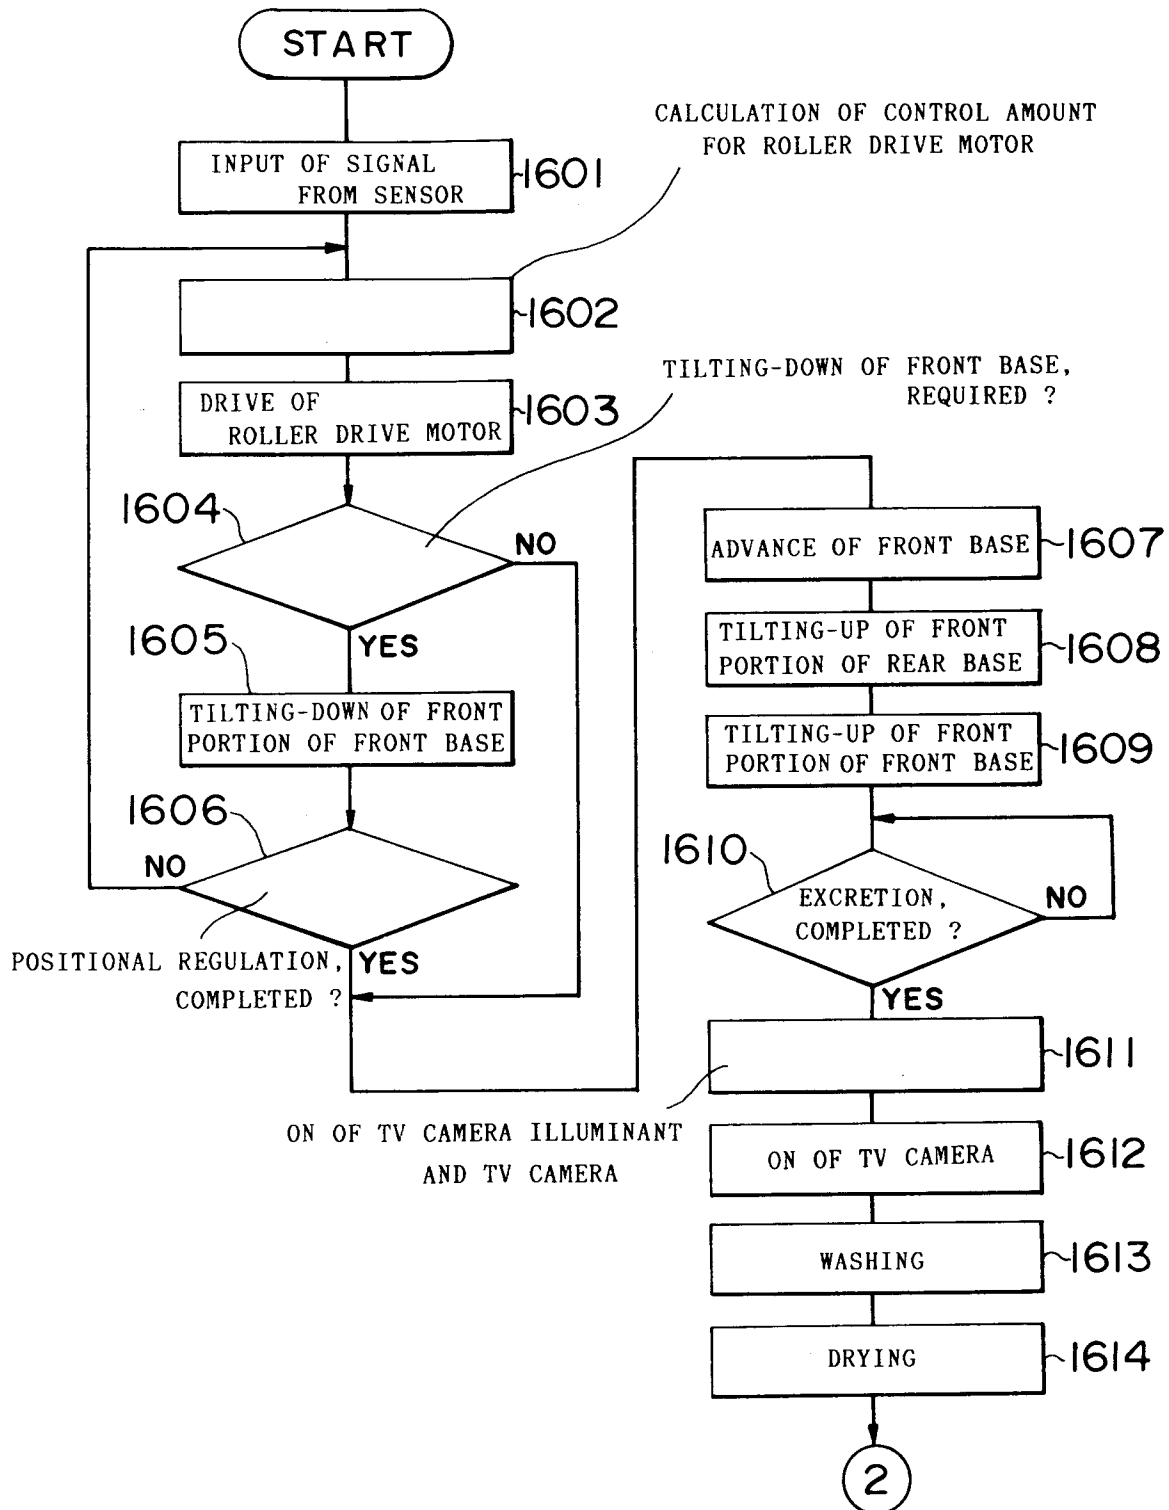 START
CALCULATION OF CONTROL AMOUNT
FOR ROLLER DRIVE MOTOR
INPUT OF SIGNAL
FROM SENSOR
1601
1602
TILTING-DOWN OF FRONT BASE,
REQUIRED ?
DRIVE OF
ROLLER DRIVE MOTOR
1603
1604
NO
YES
1605
TILTING-DOWN OF FRONT
PORTION OF FRONT BASE
1606
NO
POSITIONAL REGULATION,
COMPLETED ?
YES
ADVANCE OF FRONT BASE
1607
TILTING-UP OF FRONT
PORTION OF REAR BASE
1608
TILTING-UP OF FRONT
PORTION OF FRONT BASE
1609
1610
EXCRETION,
COMPLETED ?
NO
YES
1611
ON OF TV CAMERA ILLUMINANT
AND TV CAMERA
ON OF TV CAMERA
1612
WASHING
1613
DRYING
1614
2